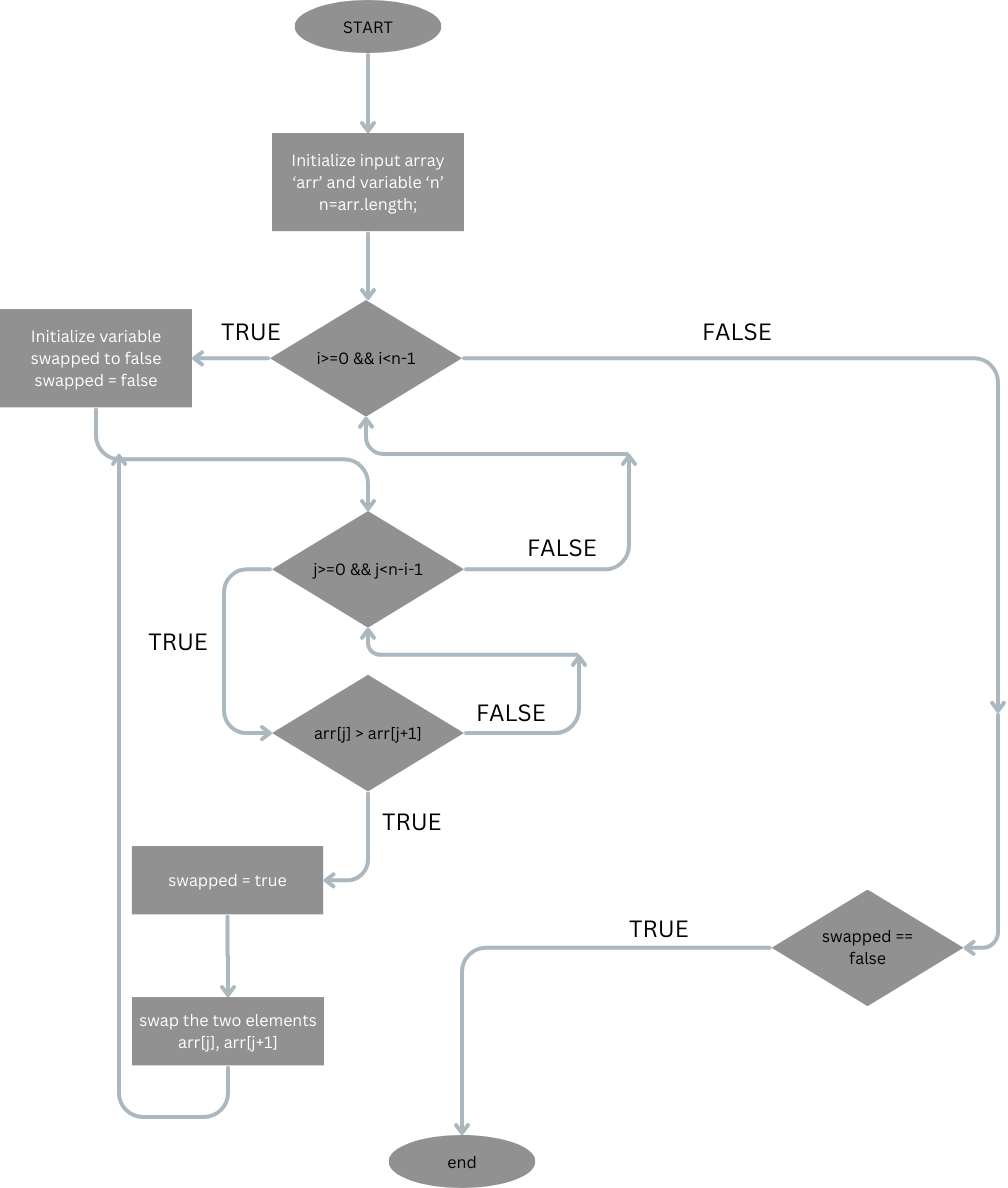 START
Initialize input array
‘arr’ and variable ‘n’
n=arr.length;
TRUE
FALSE
Initialize variable
swapped to false
swapped = false
i>=0 && i<n-1
FALSE
j>=0 && j<n-i-1
TRUE
FALSE
arr[j] > arr[j+1]
TRUE
swapped = true
TRUE
swapped ==
false
swap the two elements
arr[j], arr[j+1]
end